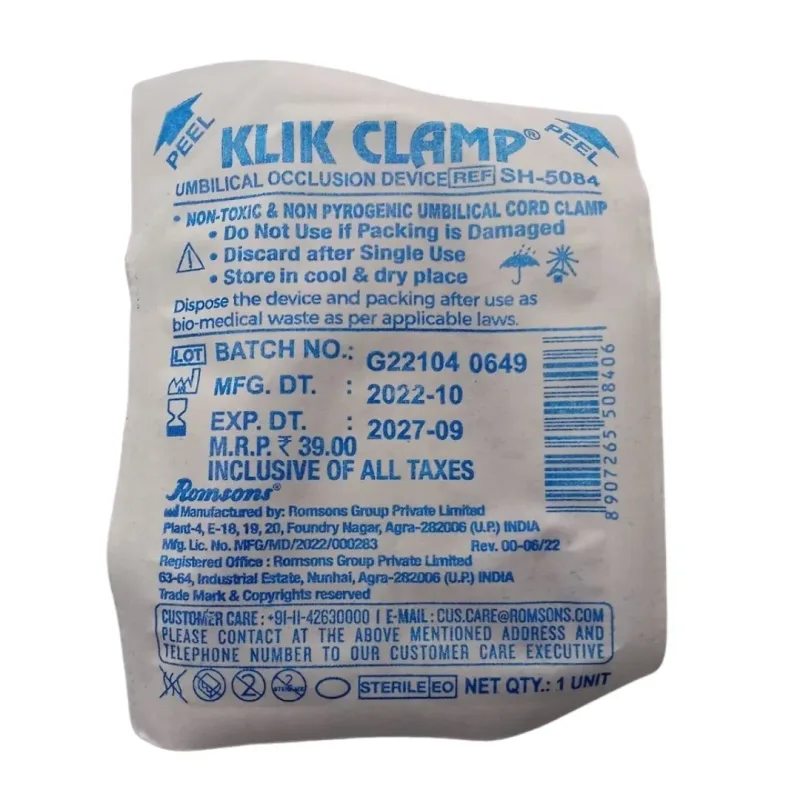 PEEL KLIK CLAMP® PEEL
UMBILICAL OCCLUSION DEVICE REF SH-5084
• NON-TOXIC & NON PYROGENIC UMBILICAL CORD CLAMP
• Do Not Use if Packing is Damaged
• Discard after Single Use
• Store in cool & dry place
Dispose the device and packing after use as
bio-medical waste as per applicable laws.
LOT BATCH NO.: G22104 0649
MFG. DT. : 2022-10
EXP. DT. : 2027-09
M.R.P. ₹ 39.00
INCLUSIVE OF ALL TAXES
8907265508406
Romsons®
Manufactured by: Romsons Group Private Limited
Plant-4, E-18, 19, 20, Foundry Nagar, Agra-282006 (U.P.) INDIA
Mfg. Lic. No. MFG/MD/2022/000283 Rev. 00-06/22
Registered Office : Romsons Group Private Limited
63-64, Industrial Estate, Nunhai, Agra-282006 (U.P.) INDIA
Trade Mark & Copyrights reserved
CUSTOMER CARE : +91-11-42630000 | E-MAIL : CUS.CARE@ROMSONS.COM
PLEASE CONTACT AT THE ABOVE MENTIONED ADDRESS AND
TELEPHONE NUMBER TO OUR CUSTOMER CARE EXECUTIVE
2 STERILE EO NET QTY.: 1 UNIT